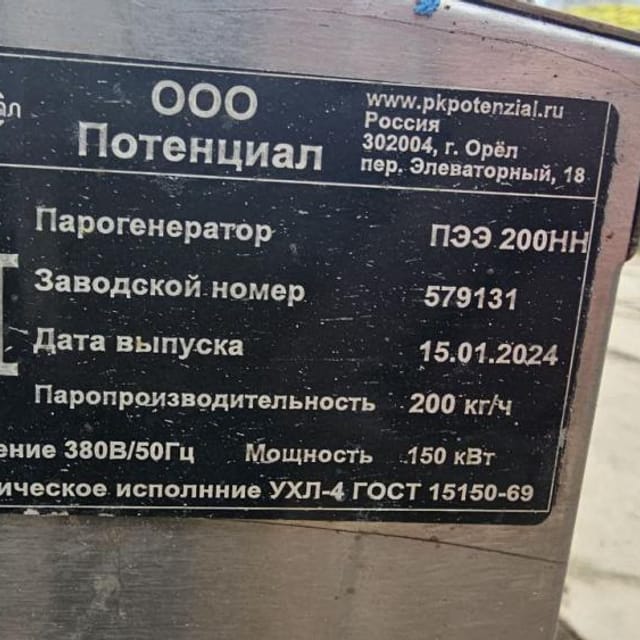 ООО
Потенциал
www.pkpotenzial.ru
Россия
302004, г. Орёл
пер. Элеваторный, 18
Парогенератор ПЭЭ 200НН
Заводской номер 579131
Дата выпуска 15.01.2024
Паропроизводительность 200 кг/ч
ение 380В/50Гц Мощность 150 кВт
ическое исполнние УХЛ-4 ГОСТ 15150-69